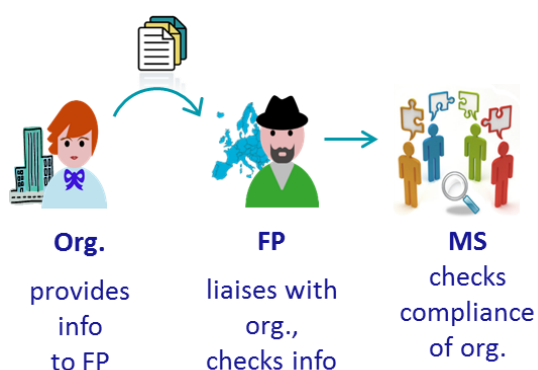 Org.
provides
info
to FP
FP
liaises with
org.,
checks info
MS
checks
compliance
of org.